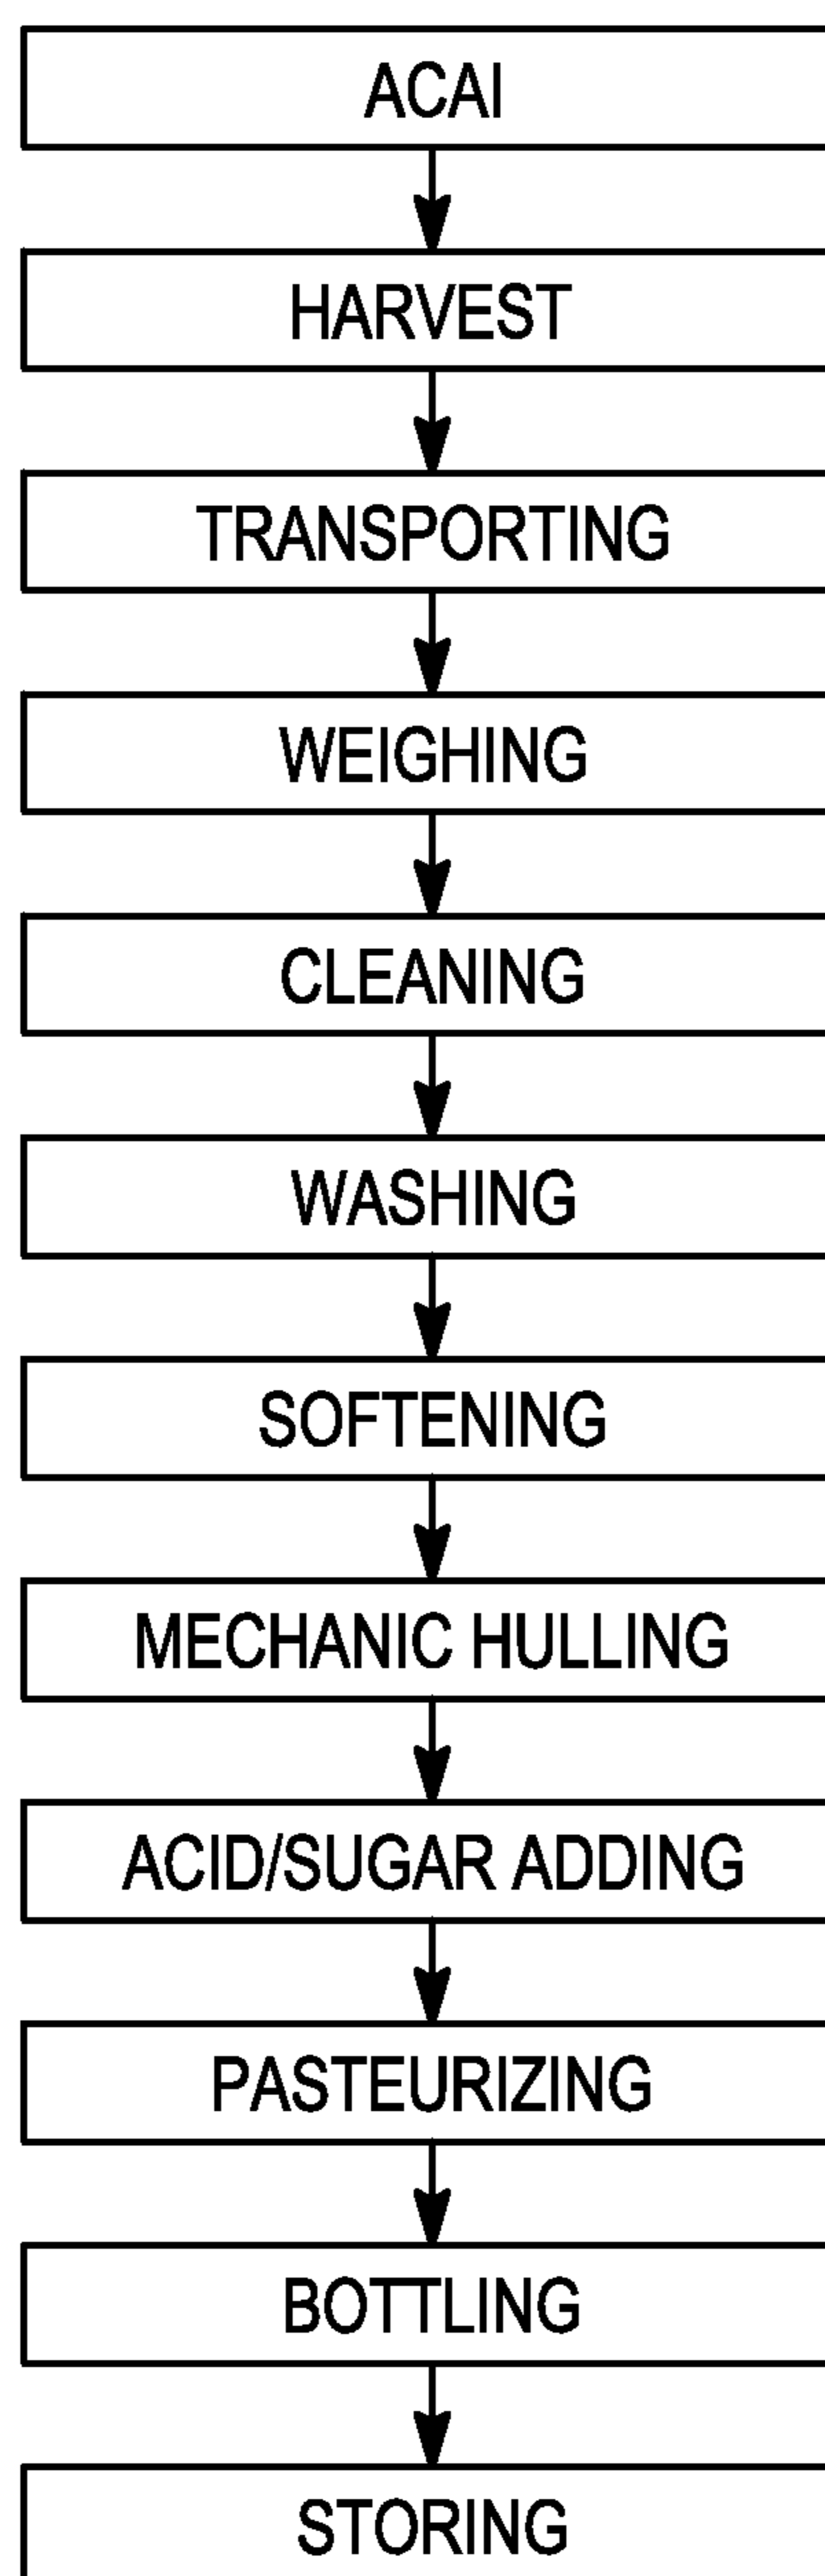 ACAI
HARVEST
TRANSPORTING
WEIGHING
CLEANING
WASHING
SOFTENING
MECHANIC HULLING
ACID/SUGAR ADDING
PASTEURIZING
BOTTLING
STORING